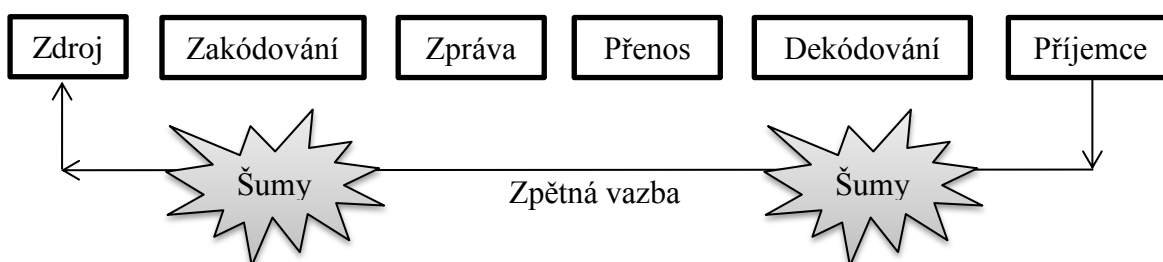 Zdroj Zakódování Zpráva Přenos Dekódování Příjemce
Šumy Zpětná vazba Šumy